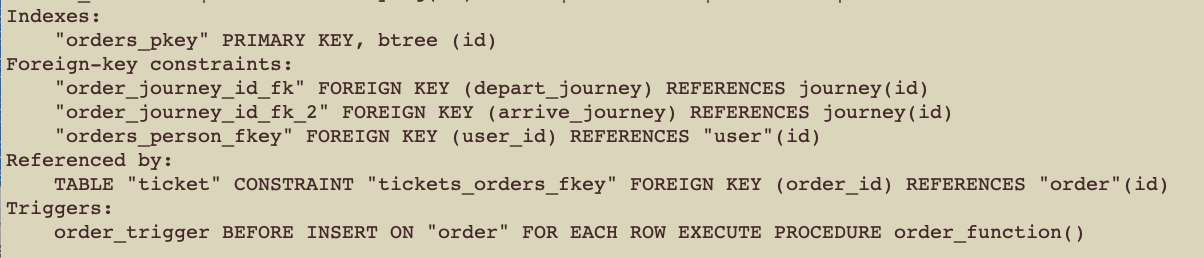 Indexes:
"orders_pkey" PRIMARY KEY, btree (id)
Foreign-key constraints:
"order_journey_id_fk" FOREIGN KEY (depart_journey) REFERENCES journey(id)
"order_journey_id_fk_2" FOREIGN KEY (arrive_journey) REFERENCES journey(id)
"orders_person_fkey" FOREIGN KEY (user_id) REFERENCES "user"(id)
Referenced by:
TABLE "ticket" CONSTRAINT "tickets_orders_fkey" FOREIGN KEY (order_id) REFERENCES "order"(id)
Triggers:
order_trigger BEFORE INSERT ON "order" FOR EACH ROW EXECUTE PROCEDURE order_function()